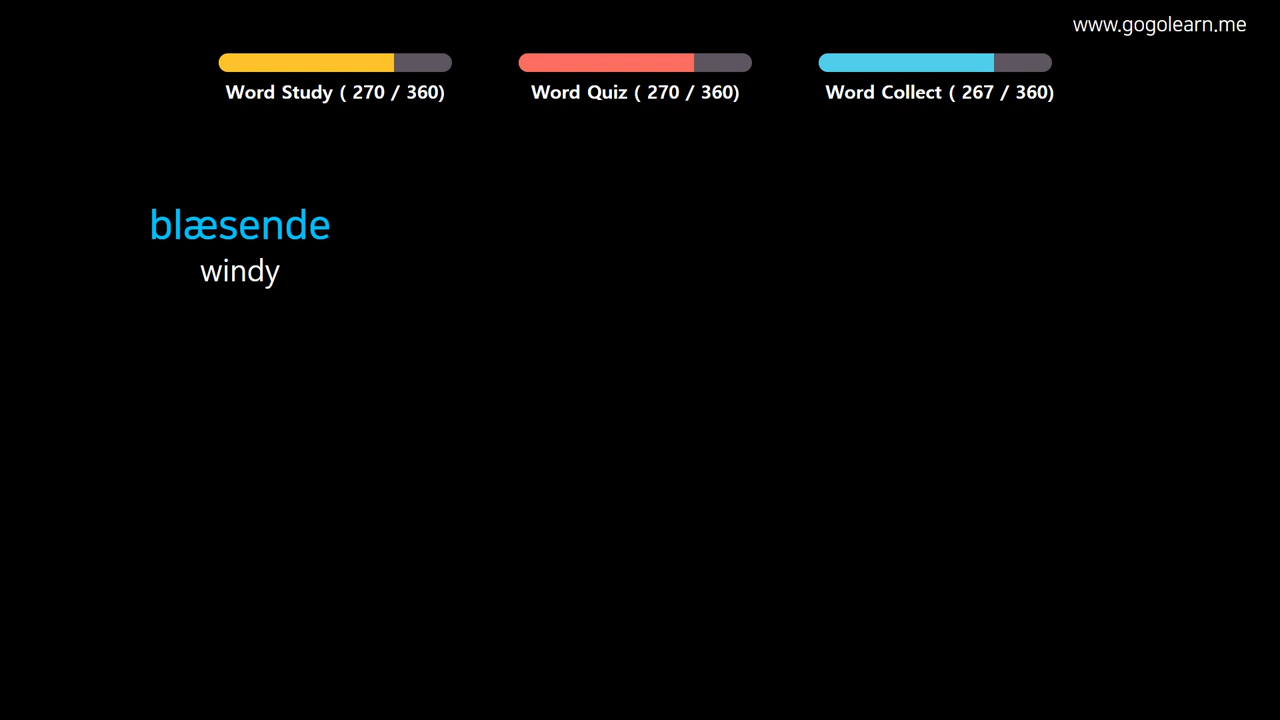 www.gogolearn.me
Word Study ( 270 / 360)
Word Quiz ( 270 / 360)
Word Collect ( 267 / 360)
blæsende
windy